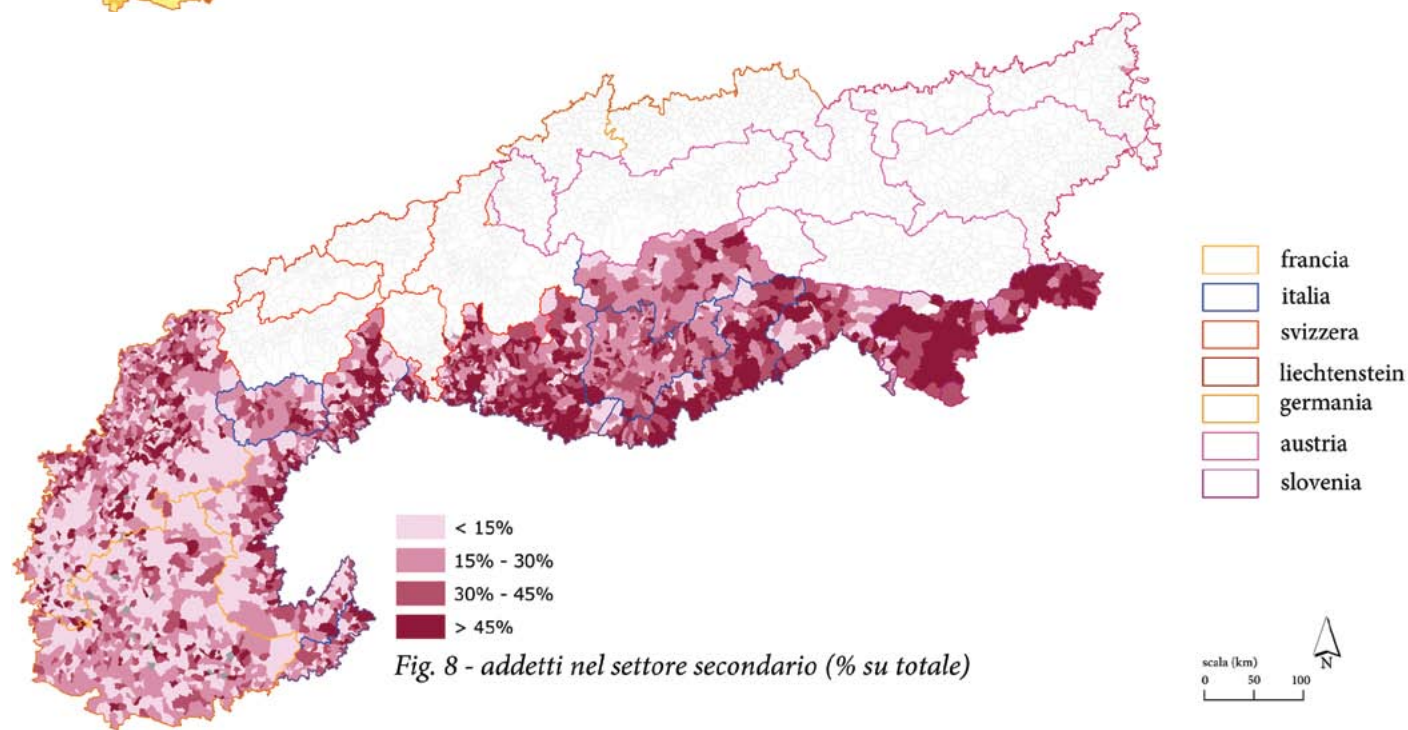 francia
italia
svizzera
liechtenstein
germania
austria
slovenia
< 15%
15% - 30%
30% - 45%
> 45%
Fig. 8 - addetti nel settore secondario (% su totale)
scala (km)
0 50 100
N